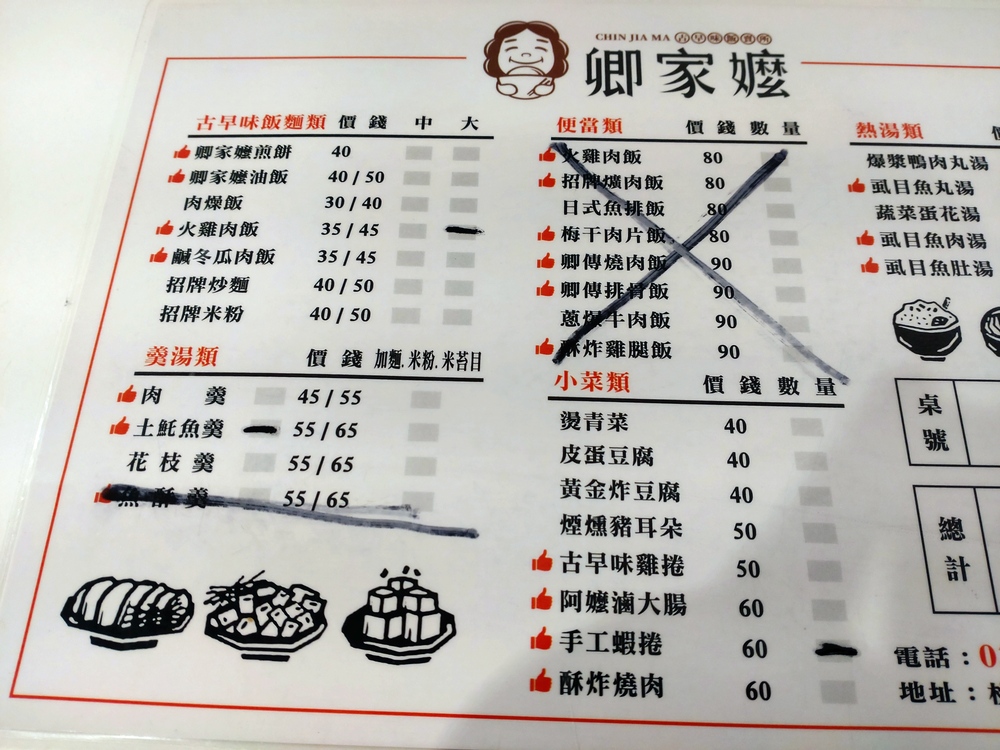 CHIN JIA MA 古早味飯賣所
卿家嬤
古早味飯麵類 價錢 中 大
卿家嬤煎餅 40
卿家嬤油飯 40 / 50
肉燥飯 30 / 40
火雞肉飯 35 / 45
鹹冬瓜肉飯 35 / 45
招牌炒麵 40 / 50
招牌米粉 40 / 50
羹湯類 價錢 加麵.米粉.米苔目
肉羹 45 / 55
土魠魚羹 55 / 65
花枝羹 55 / 65
魚酥羹 55 / 65
便當類 價錢 數量
火雞肉飯 80
招牌爌肉飯 80
日式魚排飯 80
梅干肉片飯 80
卿傳燒肉飯 90
卿傳排骨飯 90
蔥爆牛肉飯 90
酥炸雞腿飯 90
小菜類 價錢 數量
燙青菜 40
皮蛋豆腐 40
黃金炸豆腐 40
煙燻豬耳朵 50
古早味雞捲 50
阿嬤滷大腸 60
手工蝦捲 60
酥炸燒肉 60
熱湯類
爆漿鴨肉丸湯
虱目魚丸湯
蔬菜蛋花湯
虱目魚肉湯
虱目魚肚湯
桌號
總計
電話：0
地址：